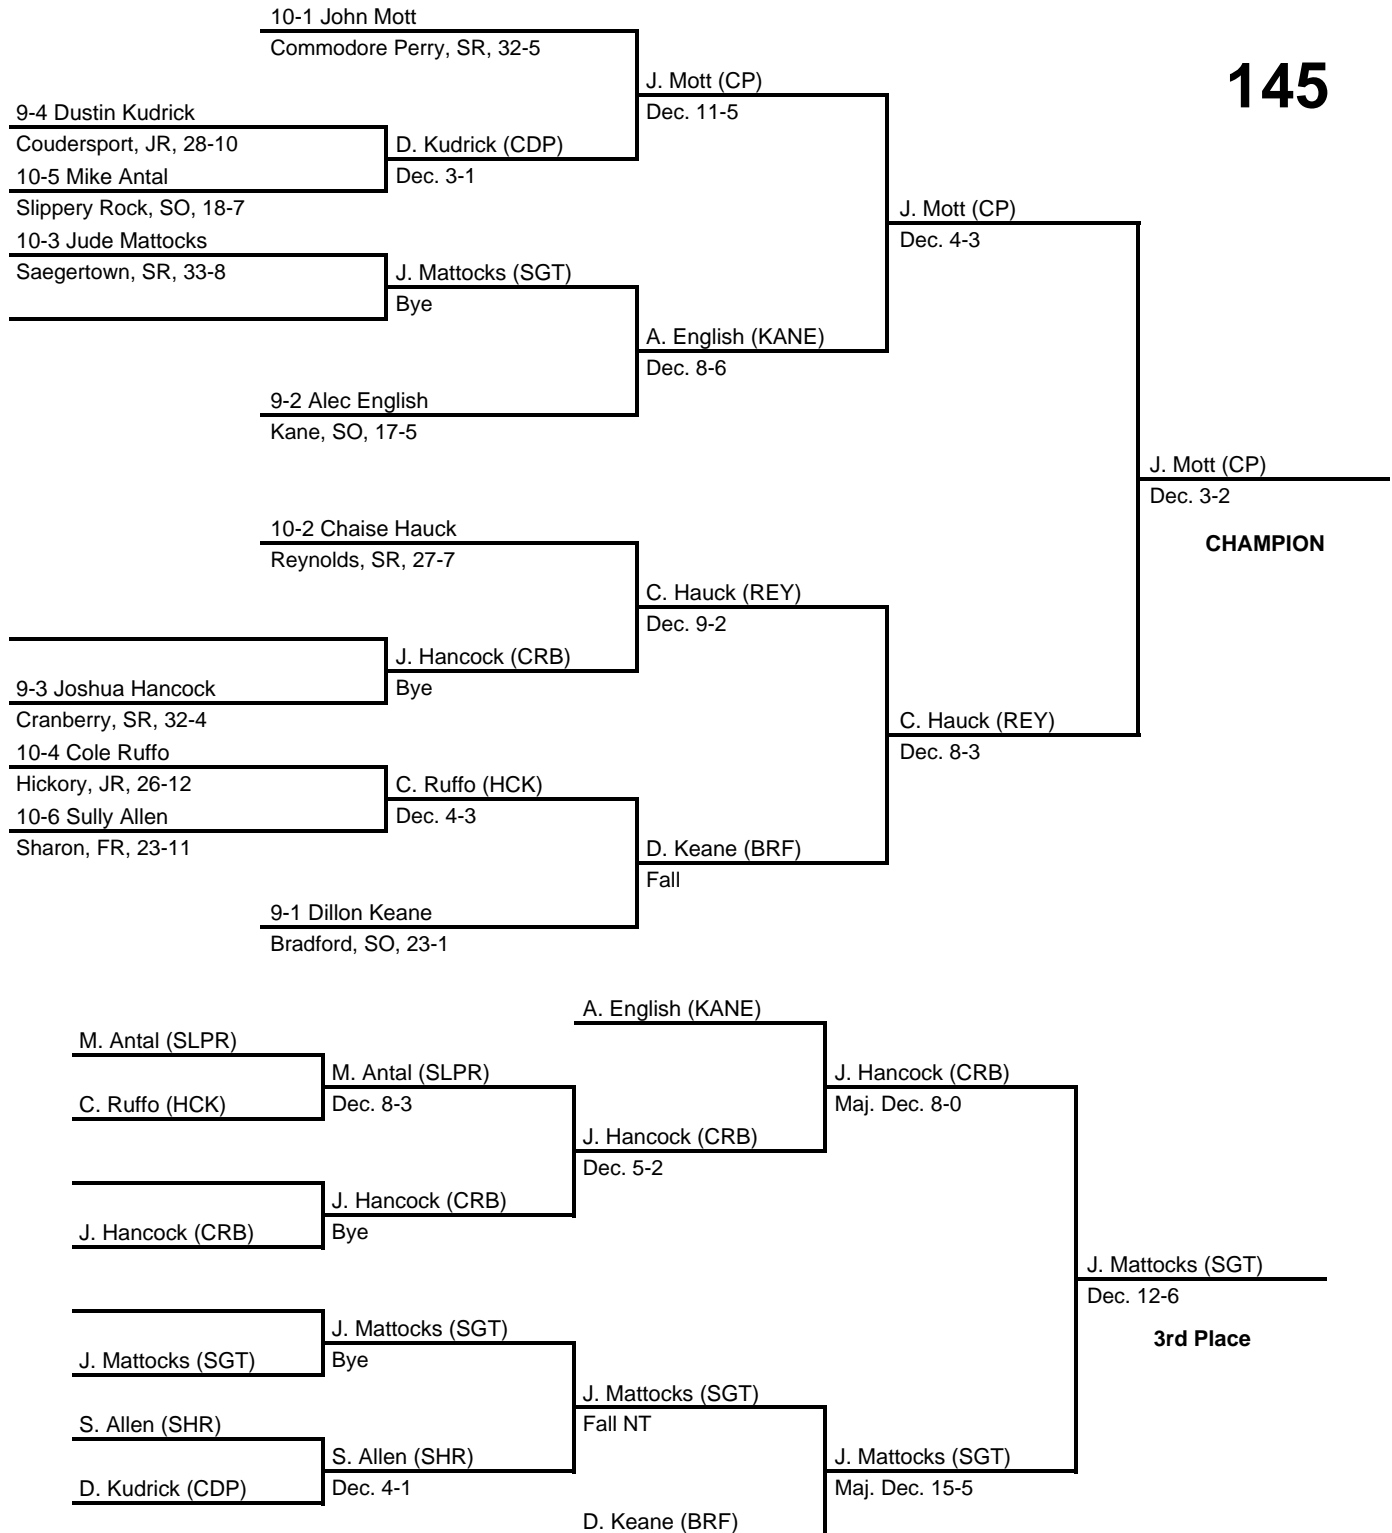 10-1 John Mott
Commodore Perry, SR, 32-5
145
J. Mott (CP)
Dec. 11-5
9-4 Dustin Kudrick
Coudersport, JR, 28-10
D. Kudrick (CDP)
Dec. 3-1
10-5 Mike Antal
Slippery Rock, SO, 18-7
J. Mott (CP)
Dec. 4-3
10-3 Jude Mattocks
Saegertown, SR, 33-8
J. Mattocks (SGT)
Bye
A. English (KANE)
Dec. 8-6
9-2 Alec English
Kane, SO, 17-5
J. Mott (CP)
Dec. 3-2
CHAMPION
10-2 Chaise Hauck
Reynolds, SR, 27-7
C. Hauck (REY)
Dec. 9-2
J. Hancock (CRB)
Bye
9-3 Joshua Hancock
Cranberry, SR, 32-4
C. Hauck (REY)
Dec. 8-3
10-4 Cole Ruffo
Hickory, JR, 26-12
C. Ruffo (HCK)
Dec. 4-3
10-6 Sully Allen
Sharon, FR, 23-11
D. Keane (BRF)
Fall
9-1 Dillon Keane
Bradford, SO, 23-1
A. English (KANE)
M. Antal (SLPR)
M. Antal (SLPR)
Dec. 8-3
C. Ruffo (HCK)
J. Hancock (CRB)
Maj. Dec. 8-0
J. Hancock (CRB)
Dec. 5-2
J. Hancock (CRB)
Bye
J. Hancock (CRB)
J. Mattocks (SGT)
Dec. 12-6
3rd Place
J. Mattocks (SGT)
Bye
J. Mattocks (SGT)
J. Mattocks (SGT)
Fall NT
S. Allen (SHR)
S. Allen (SHR)
Dec. 4-1
D. Kudrick (CDP)
J. Mattocks (SGT)
Maj. Dec. 15-5
D. Keane (BRF)